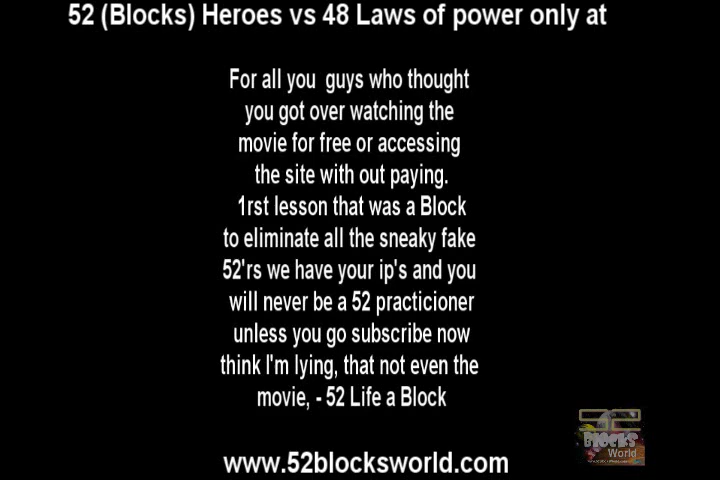 52 (Blocks) Heroes vs 48 Laws of power only at
For all you guys who thought
you got over watching the
movie for free or accessing
the site with out paying.
1rst lesson that was a Block
to eliminate all the sneaky fake
52'rs we have your ip's and you
will never be a 52 practicioner
unless you go subscribe now
think I'm lying, that not even the
movie, - 52 Life a Block
52
BLOCKS
World
www.52blocksworld.com